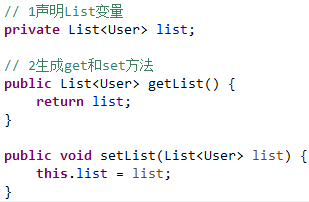 // 1声明List变量
private List<User> list;
// 2生成get和set方法
public List<User> getList() {
return list;
}
public void setList(List<User> list) {
this.list = list;
}